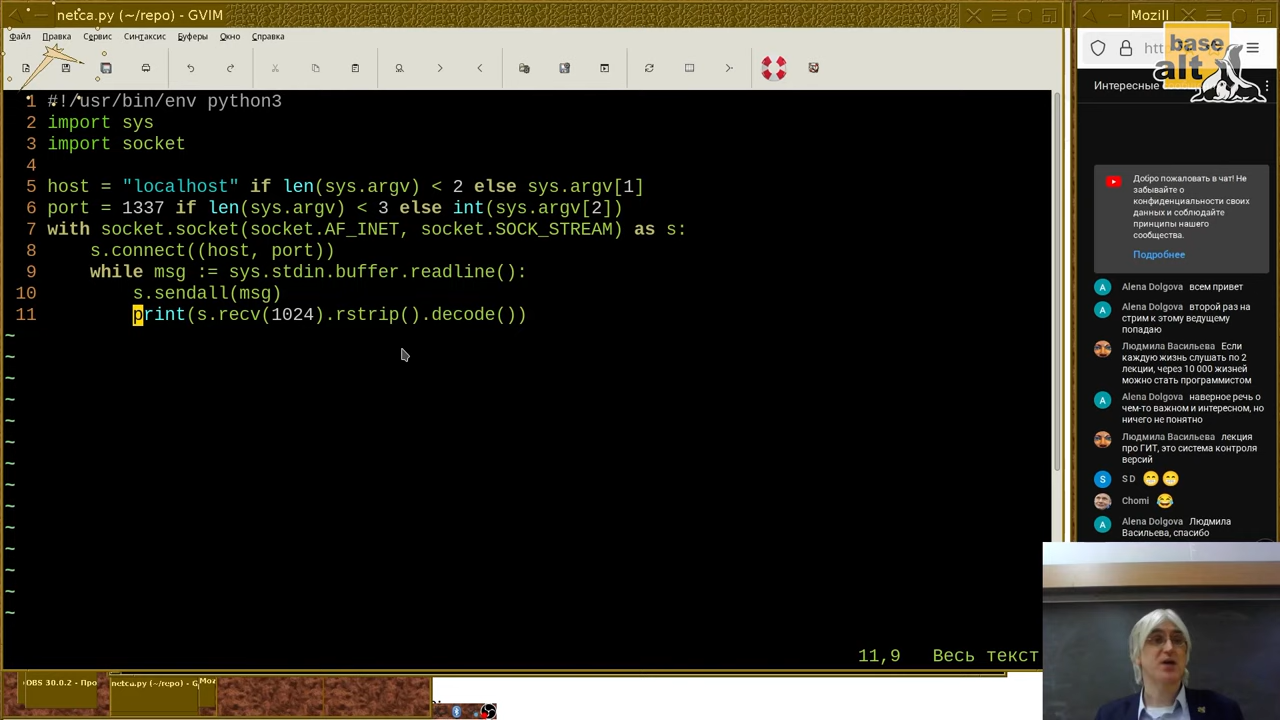 netca.py (~/repo) - GVIM
Файл Правка Сервис Синтаксис Буферы Окно Справка
1 #!/usr/bin/env python3
2 import sys
3 import socket
4
5 host = "localhost" if len(sys.argv) < 2 else sys.argv[1]
6 port = 1337 if len(sys.argv) < 3 else int(sys.argv[2])
7 with socket.socket(socket.AF_INET, socket.SOCK_STREAM) as s:
8 s.connect((host, port))
9 while msg := sys.stdin.buffer.readline():
10 s.sendall(msg)
11 print(s.recv(1024).rstrip().decode())
~
~
~
~
~
~
~
~
~
~
~
~
~
~
11,9 Весь текст
OBS 30.0.2 - Про
netca.py (~/repo) - G
Moz
Mozill
base
alt
htt
Интересные
Добро пожаловать в чат! Не
забывайте о
конфиденциальности своих
данных и соблюдайте
принципы нашего
сообщества.
Подробнее
A Alena Dolgova всем привет
A Alena Dolgova второй раз на
стрим к этому ведущему
попадаю
Людмила Васильева Если
каждую жизнь слушать по 2
лекции, через 10 000 жизней
можно стать программистом
A Alena Dolgova наверное речь о
чем-то важном и интересном, но
ничего не понятно
Людмила Васильева лекция
про ГИТ, это система контроля
версий
S S D
Chomi
A Alena Dolgova Людмила
Васильева, спасибо